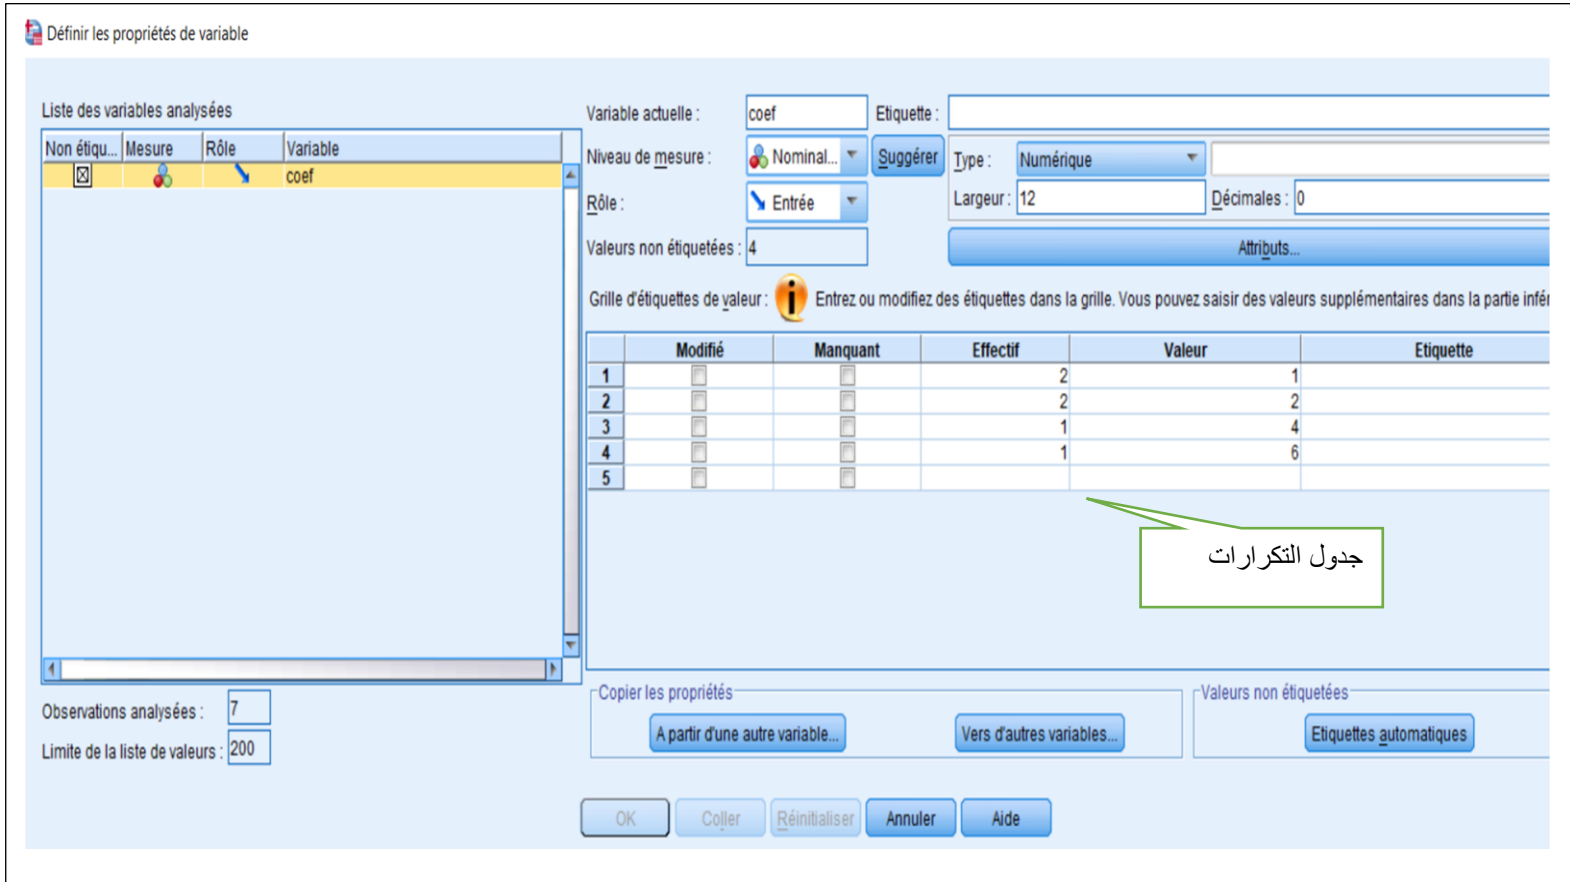 Définir les propriétés de variable
Liste des variables analysées
Non étiqu... Mesure Rôle Variable
coef
Observations analysées : 7
Limite de la liste de valeurs : 200
Variable actuelle : coef Etiquette :
Niveau de mesure : Nominal... Suggérer Type : Numérique
Rôle : Entrée Largeur : 12 Décimales : 0
Valeurs non étiquetées : 4 Attributs...
Grille d'étiquettes de valeur : i Entrez ou modifiez des étiquettes dans la grille. Vous pouvez saisir des valeurs supplémentaires dans la partie infér
Modifié Manquant Effectif Valeur Etiquette
1 2 1
2 2 2
3 1 4
4 1 6
5
جدول التكرارات
Copier les propriétés
A partir d'une autre variable... Vers d'autres variables...
Valeurs non étiquetées
Etiquettes automatiques
OK Coller Réinitialiser Annuler Aide